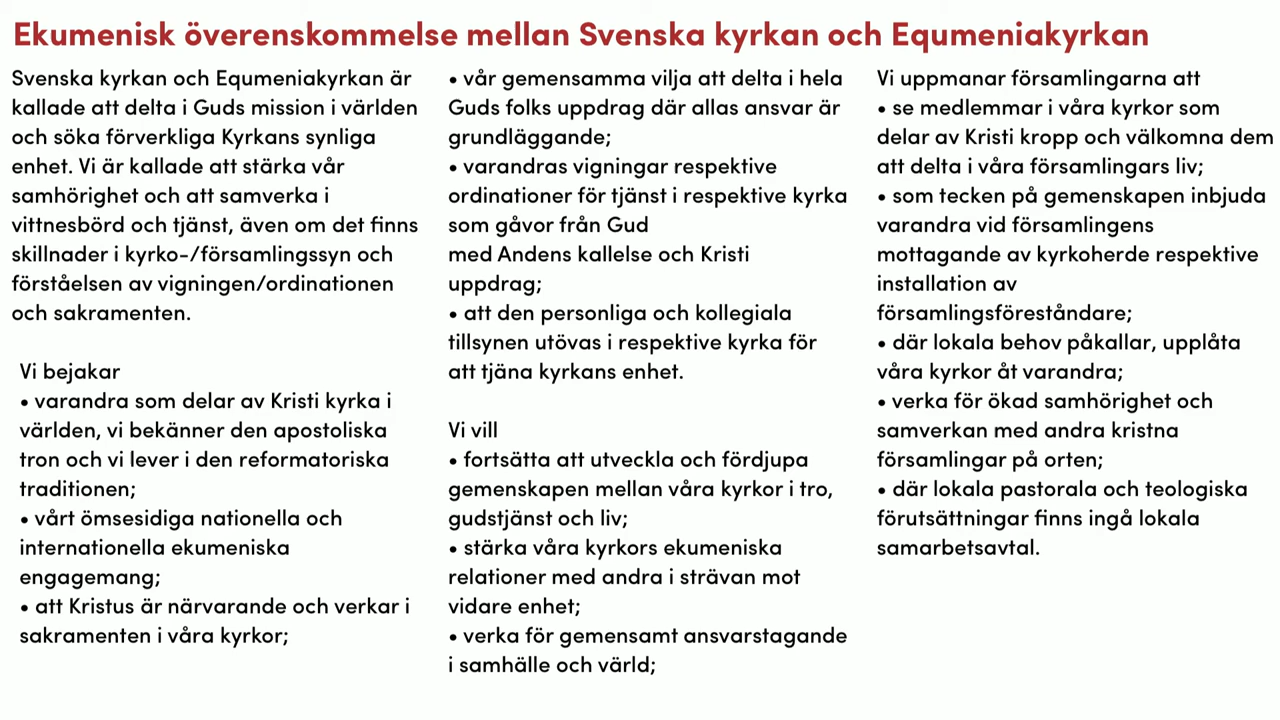 Ekumenisk överenskommelse mellan Svenska kyrkan och Equmeniakyrkan
Svenska kyrkan och Equmeniakyrkan är
kallade att delta i Guds mission i världen
och söka förverkliga Kyrkans synliga
enhet. Vi är kallade att stärka vår
samhörighet och att samverka i
vittnesbörd och tjänst, även om det finns
skillnader i kyrko-/församlingssyn och
förståelsen av vigningen/ordinationen
och sakramenten.
Vi bejakar
• varandra som delar av Kristi kyrka i
världen, vi bekänner den apostoliska
tron och vi lever i den reformatoriska
traditionen;
• vårt ömsesidiga nationella och
internationella ekumeniska
engagemang;
• att Kristus är närvarande och verkar i
sakramenten i våra kyrkor;
• vår gemensamma vilja att delta i hela
Guds folks uppdrag där allas ansvar är
grundläggande;
• varandras vigningar respektive
ordinationer för tjänst i respektive kyrka
som gåvor från Gud
med Andens kallelse och Kristi
uppdrag;
• att den personliga och kollegiala
tillsynen utövas i respektive kyrka för
att tjäna kyrkans enhet.
Vi vill
• fortsätta att utveckla och fördjupa
gemenskapen mellan våra kyrkor i tro,
gudstjänst och liv;
• stärka våra kyrkors ekumeniska
relationer med andra i strävan mot
vidare enhet;
• verka för gemensamt ansvarstagande
i samhälle och värld;
Vi uppmanar församlingarna att
• se medlemmar i våra kyrkor som
delar av Kristi kropp och välkomna dem
att delta i våra församlingars liv;
• som tecken på gemenskapen inbjuda
varandra vid församlingens
mottagande av kyrkoherde respektive
installation av
församlingsföreståndare;
• där lokala behov påkallar, upplåta
våra kyrkor åt varandra;
• verka för ökad samhörighet och
samverkan med andra kristna
församlingar på orten;
• där lokala pastorala och teologiska
förutsättningar finns ingå lokala
samarbetsavtal.